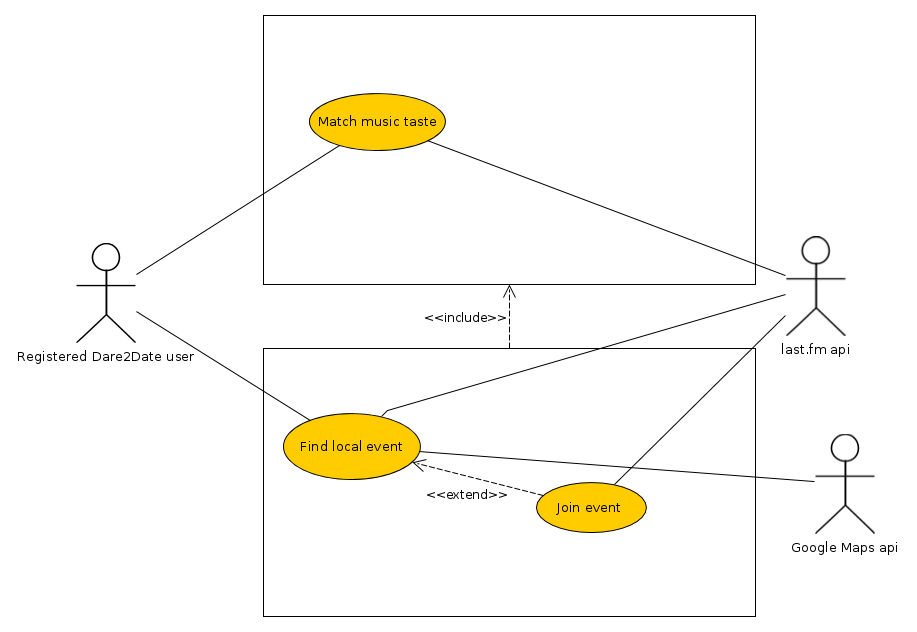 Match music taste
<<include>>
last.fm api
Registered Dare2Date user
Find local event
<<extend>>
Join event
Google Maps api